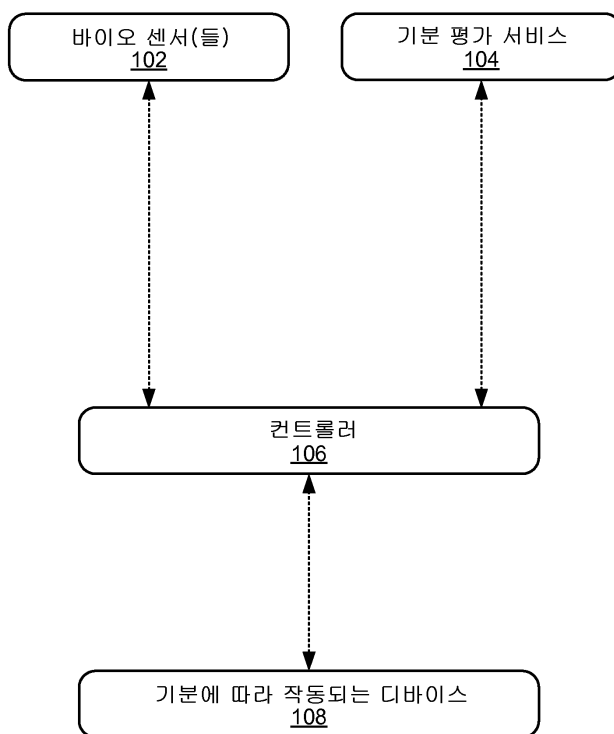 바이오 센서(들)
102
기분 평가 서비스
104
컨트롤러
106
기분에 따라 작동되는 디바이스
108